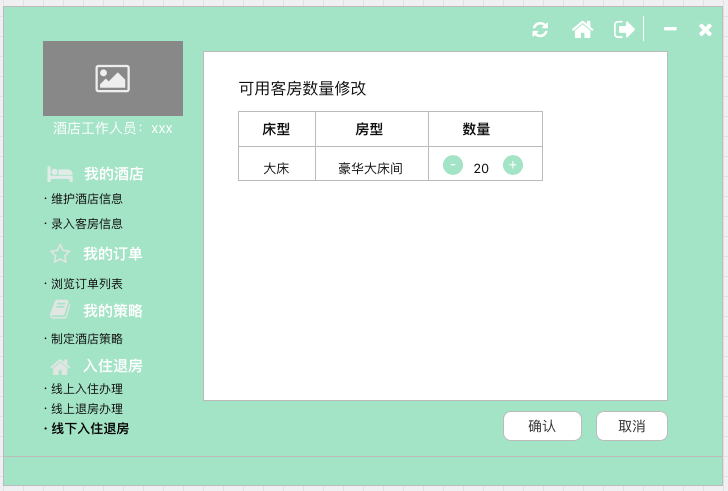 酒店工作人员：xxx
我的酒店
· 维护酒店信息
· 录入客房信息
我的订单
· 浏览订单列表
我的策略
· 制定酒店策略
入住退房
· 线上入住办理
· 线上退房办理
· 线下入住退房
可用客房数量修改
床型 房型 数量
大床 豪华大床间 - 20 +
确认 取消